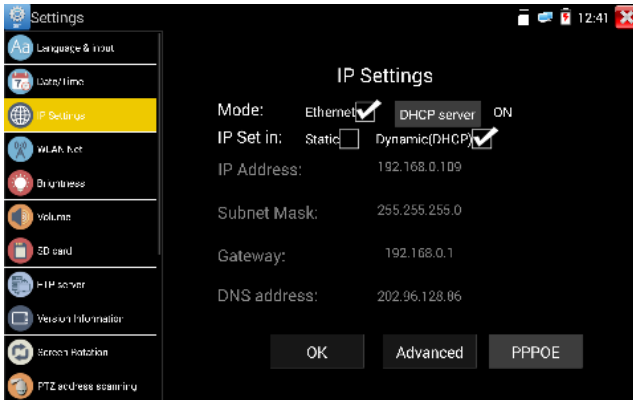 Settings
12:41
Aa Language & input
Date/Time
IP Settings
WLAN Net
Brightness
Volume
SD card
FTP server
Version Information
Screen Rotation
PTZ address scanning
IP Settings
Mode: Ethernet DHCP server ON
IP Set in: Static Dynamic(DHCP)
IP Address: 192.168.0.109
Subnet Mask: 255.255.255.0
Gateway: 192.168.0.1
DNS address: 202.96.128.86
OK Advanced PPPOE